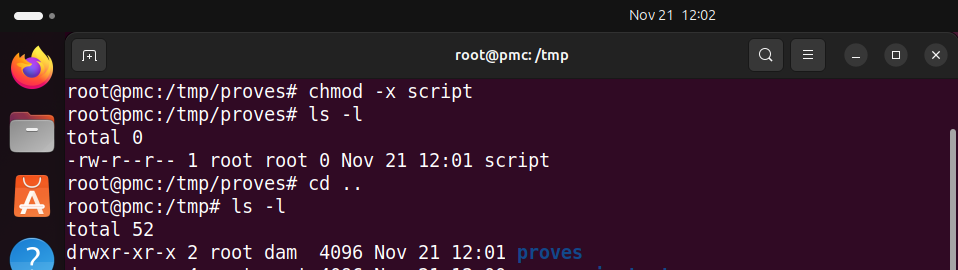 Nov 21 12:02
root@pmc: /tmp
root@pmc:/tmp/proves# chmod -x script
root@pmc:/tmp/proves# ls -l
total 0
-rw-r--r-- 1 root root 0 Nov 21 12:01 script
root@pmc:/tmp/proves# cd ..
root@pmc:/tmp# ls -l
total 52
drwxr-xr-x 2 root dam  4096 Nov 21 12:01 proves